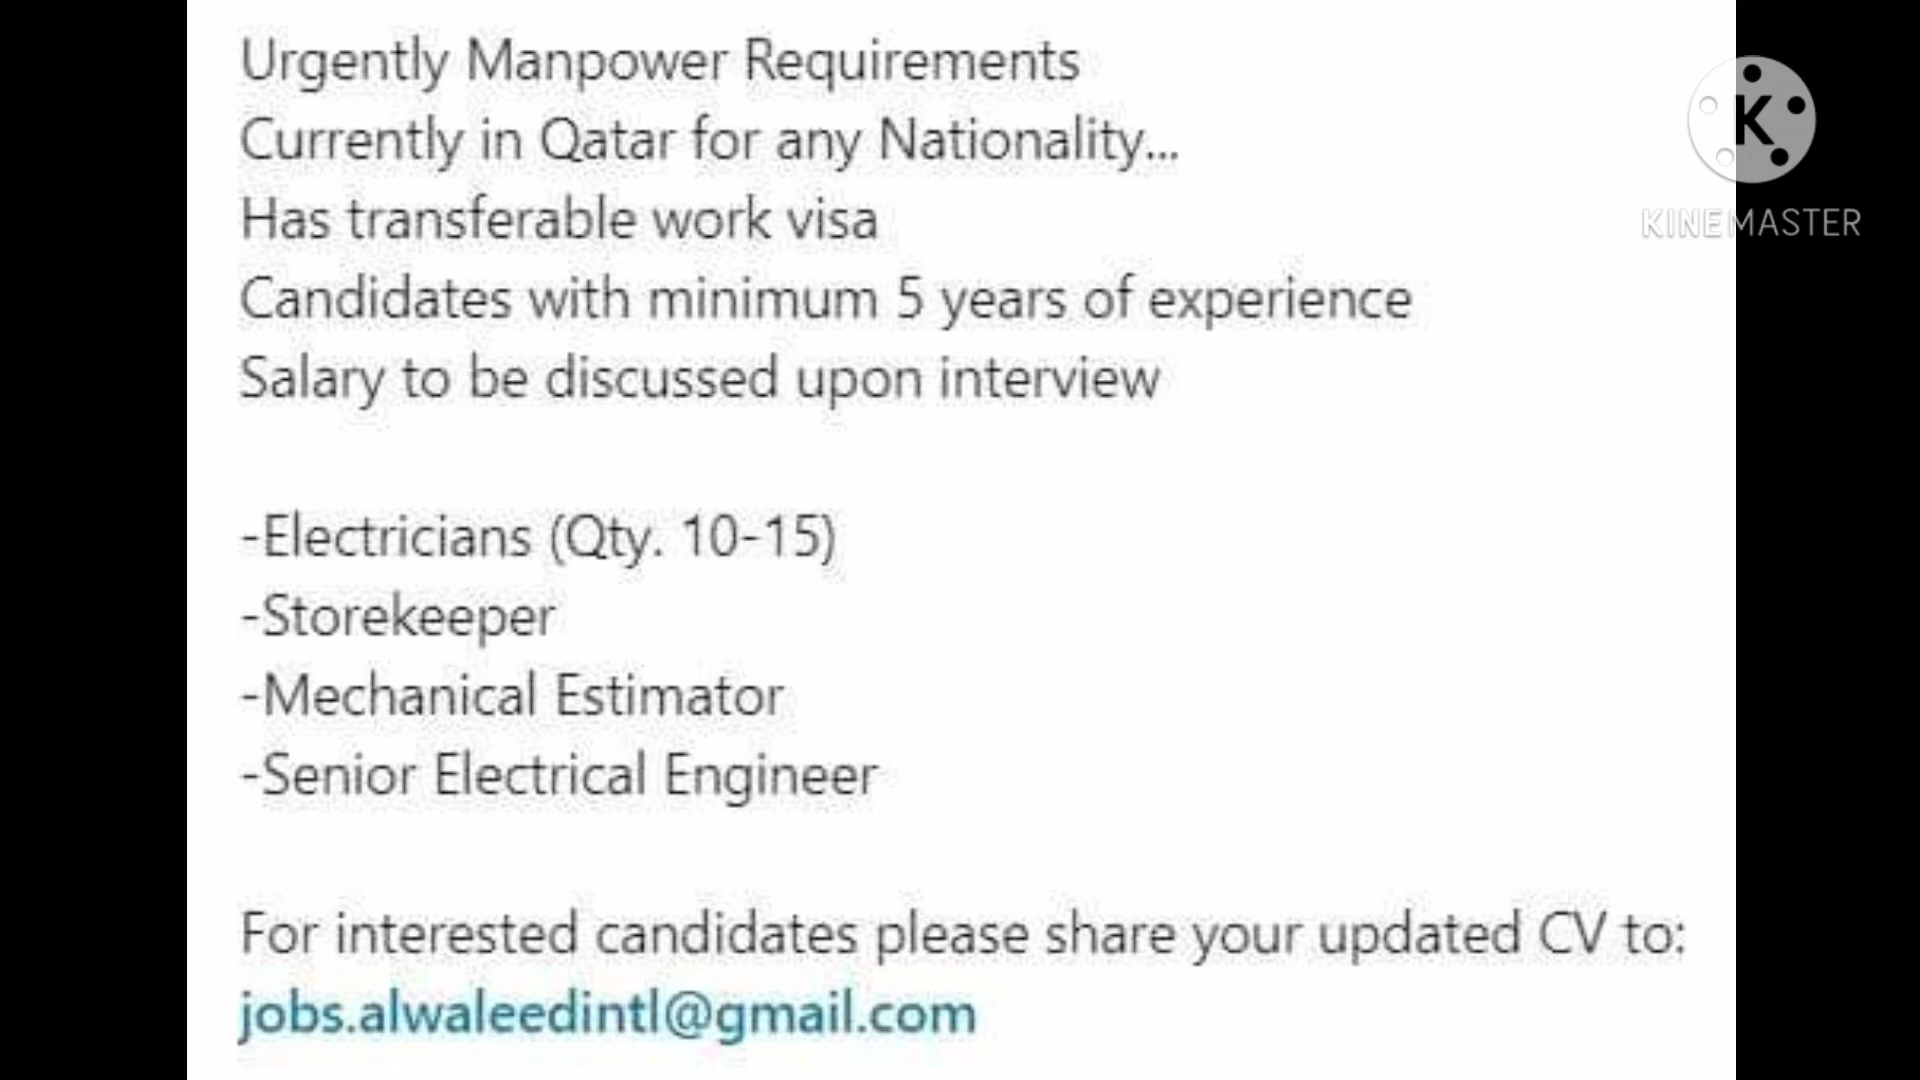 Urgently Manpower Requirements
Currently in Qatar for any Nationality...
Has transferable work visa
Candidates with minimum 5 years of experience
Salary to be discussed upon interview
-Electricians (Qty. 10-15)
-Storekeeper
-Mechanical Estimator
-Senior Electrical Engineer
For interested candidates please share your updated CV to:
jobs.alwaleedintl@gmail.com
K
KINEMASTER